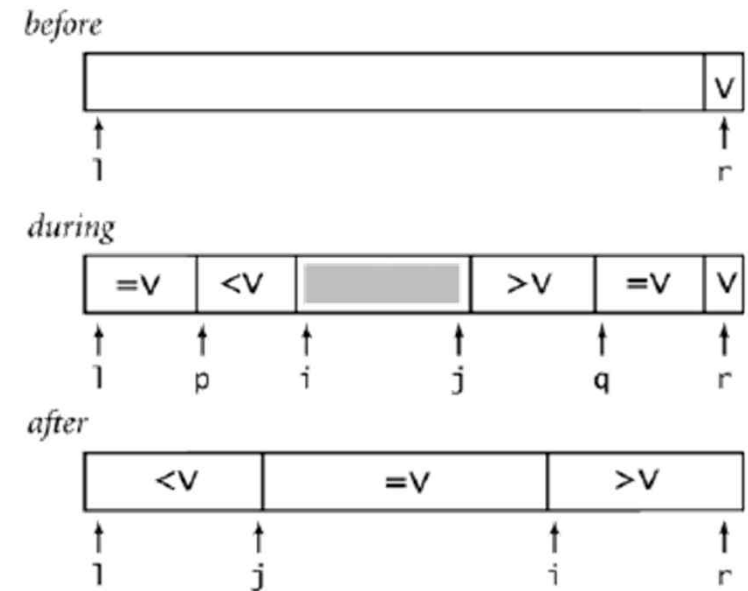 before
v
l r
during
=v <v >v =v v
l p i j q r
after
<v =v >v
l j i r